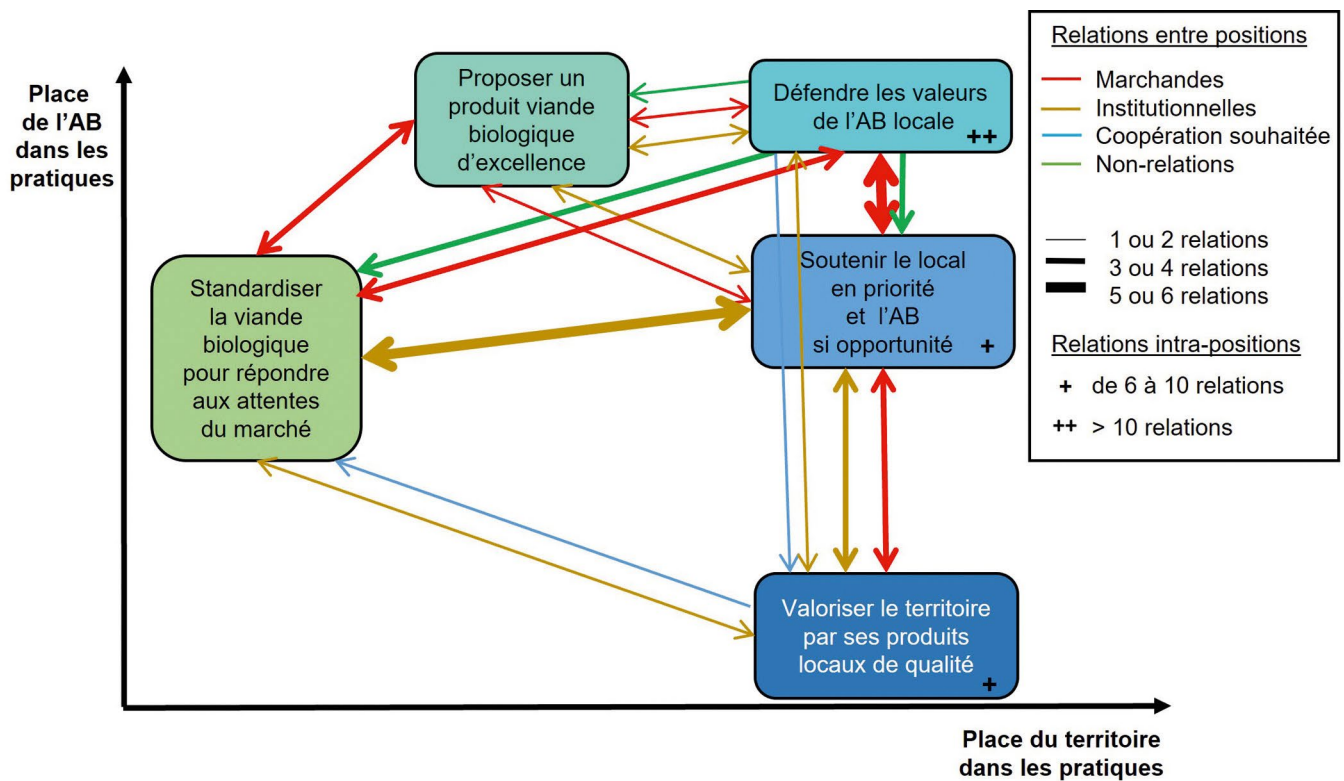 Place
de l'AB
dans les
pratiques
Proposer un
produit viande
biologique
d'excellence
Défendre les valeurs
de l'AB locale
++
Standardiser
la viande
biologique
pour répondre
aux attentes
du marché
Soutenir le local
en priorité
et l'AB
si opportunité
+
Valoriser le territoire
par ses produits
locaux de qualité
+
Place du territoire
dans les pratiques
Relations entre positions
Marchandes
Institutionnelles
Coopération souhaitée
Non-relations
1 ou 2 relations
3 ou 4 relations
5 ou 6 relations
Relations intra-positions
+ de 6 à 10 relations
++ > 10 relations